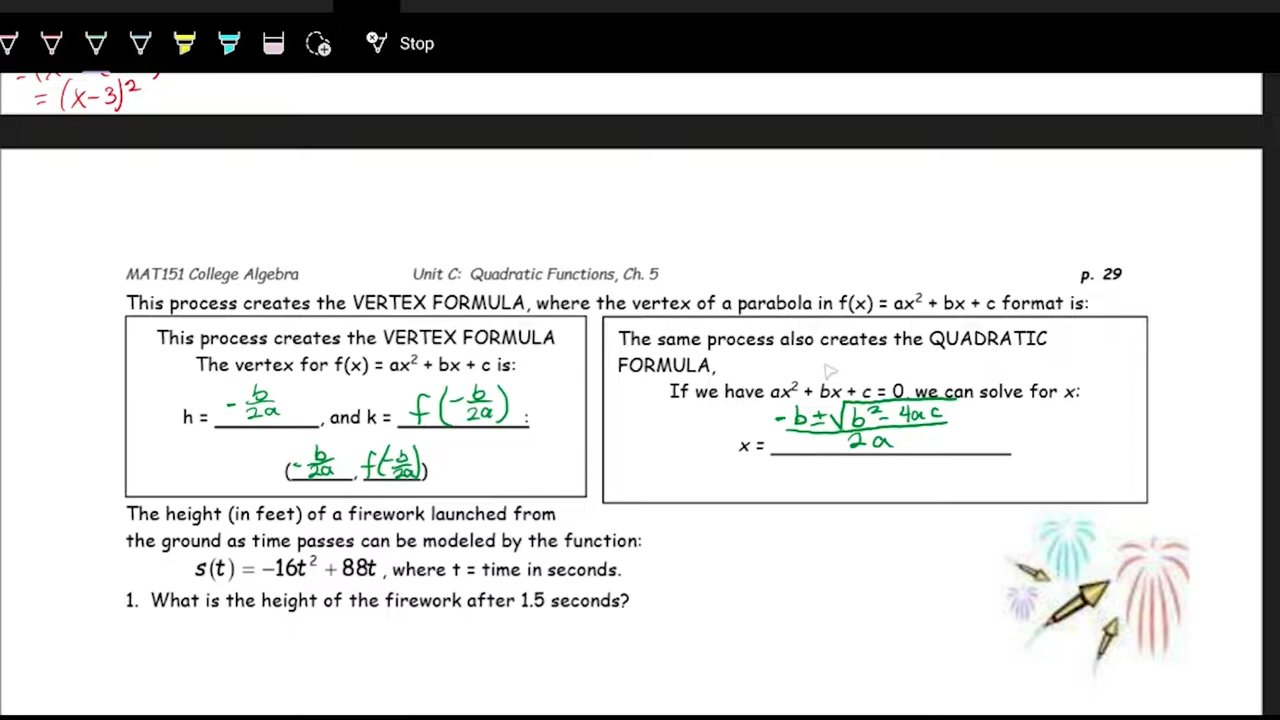 Stop
= (x-3)²
MAT151 College Algebra Unit C: Quadratic Functions, Ch. 5 p. 29
This process creates the VERTEX FORMULA, where the vertex of a parabola in f(x) = ax² + bx + c format is:
This process creates the VERTEX FORMULA
The vertex for f(x) = ax² + bx + c is:
h = -b/2a, and k = f(-b/2a) :
(-b/2a, f(-b/2a))
The same process also creates the QUADRATIC
FORMULA,
If we have ax² + bx + c = 0, we can solve for x:
x = -b±√b²-4ac / 2a
The height (in feet) of a firework launched from
the ground as time passes can be modeled by the function:
s(t) = -16t² + 88t, where t = time in seconds.
1. What is the height of the firework after 1.5 seconds?